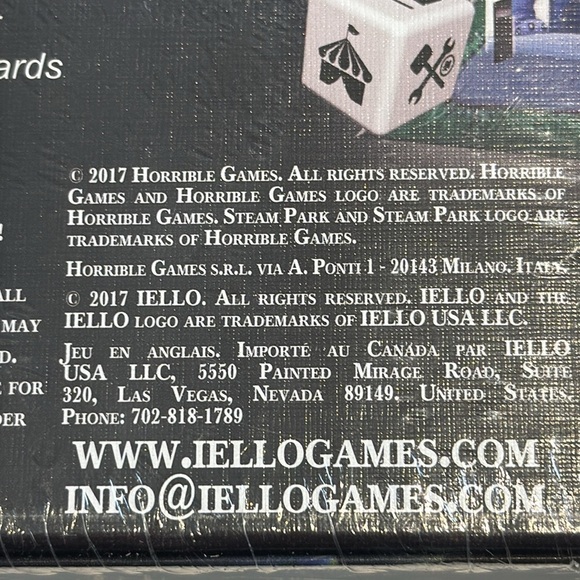 ards
© 2017 Horrible Games. All rights reserved. Horrible
Games and Horrible Games logo are trademarks of
Horrible Games. Steam Park and Steam Park logo are
trademarks of Horrible Games.
Horrible Games s.r.l. via A. Ponti 1 - 20143 Milano, Italy.
© 2017 IELLO. All rights reserved. IELLO and the
IELLO logo are trademarks of IELLO USA LLC.
Jeu en anglais. Importé au Canada par IELLO
USA LLC, 5550 Painted Mirage Road, Suite
320, Las Vegas, Nevada 89149, United States.
Phone: 702-818-1789
WWW.IELLOGAMES.COM
INFO@IELLOGAMES.COM
!
ALL
MAY
D.
FOR
DER